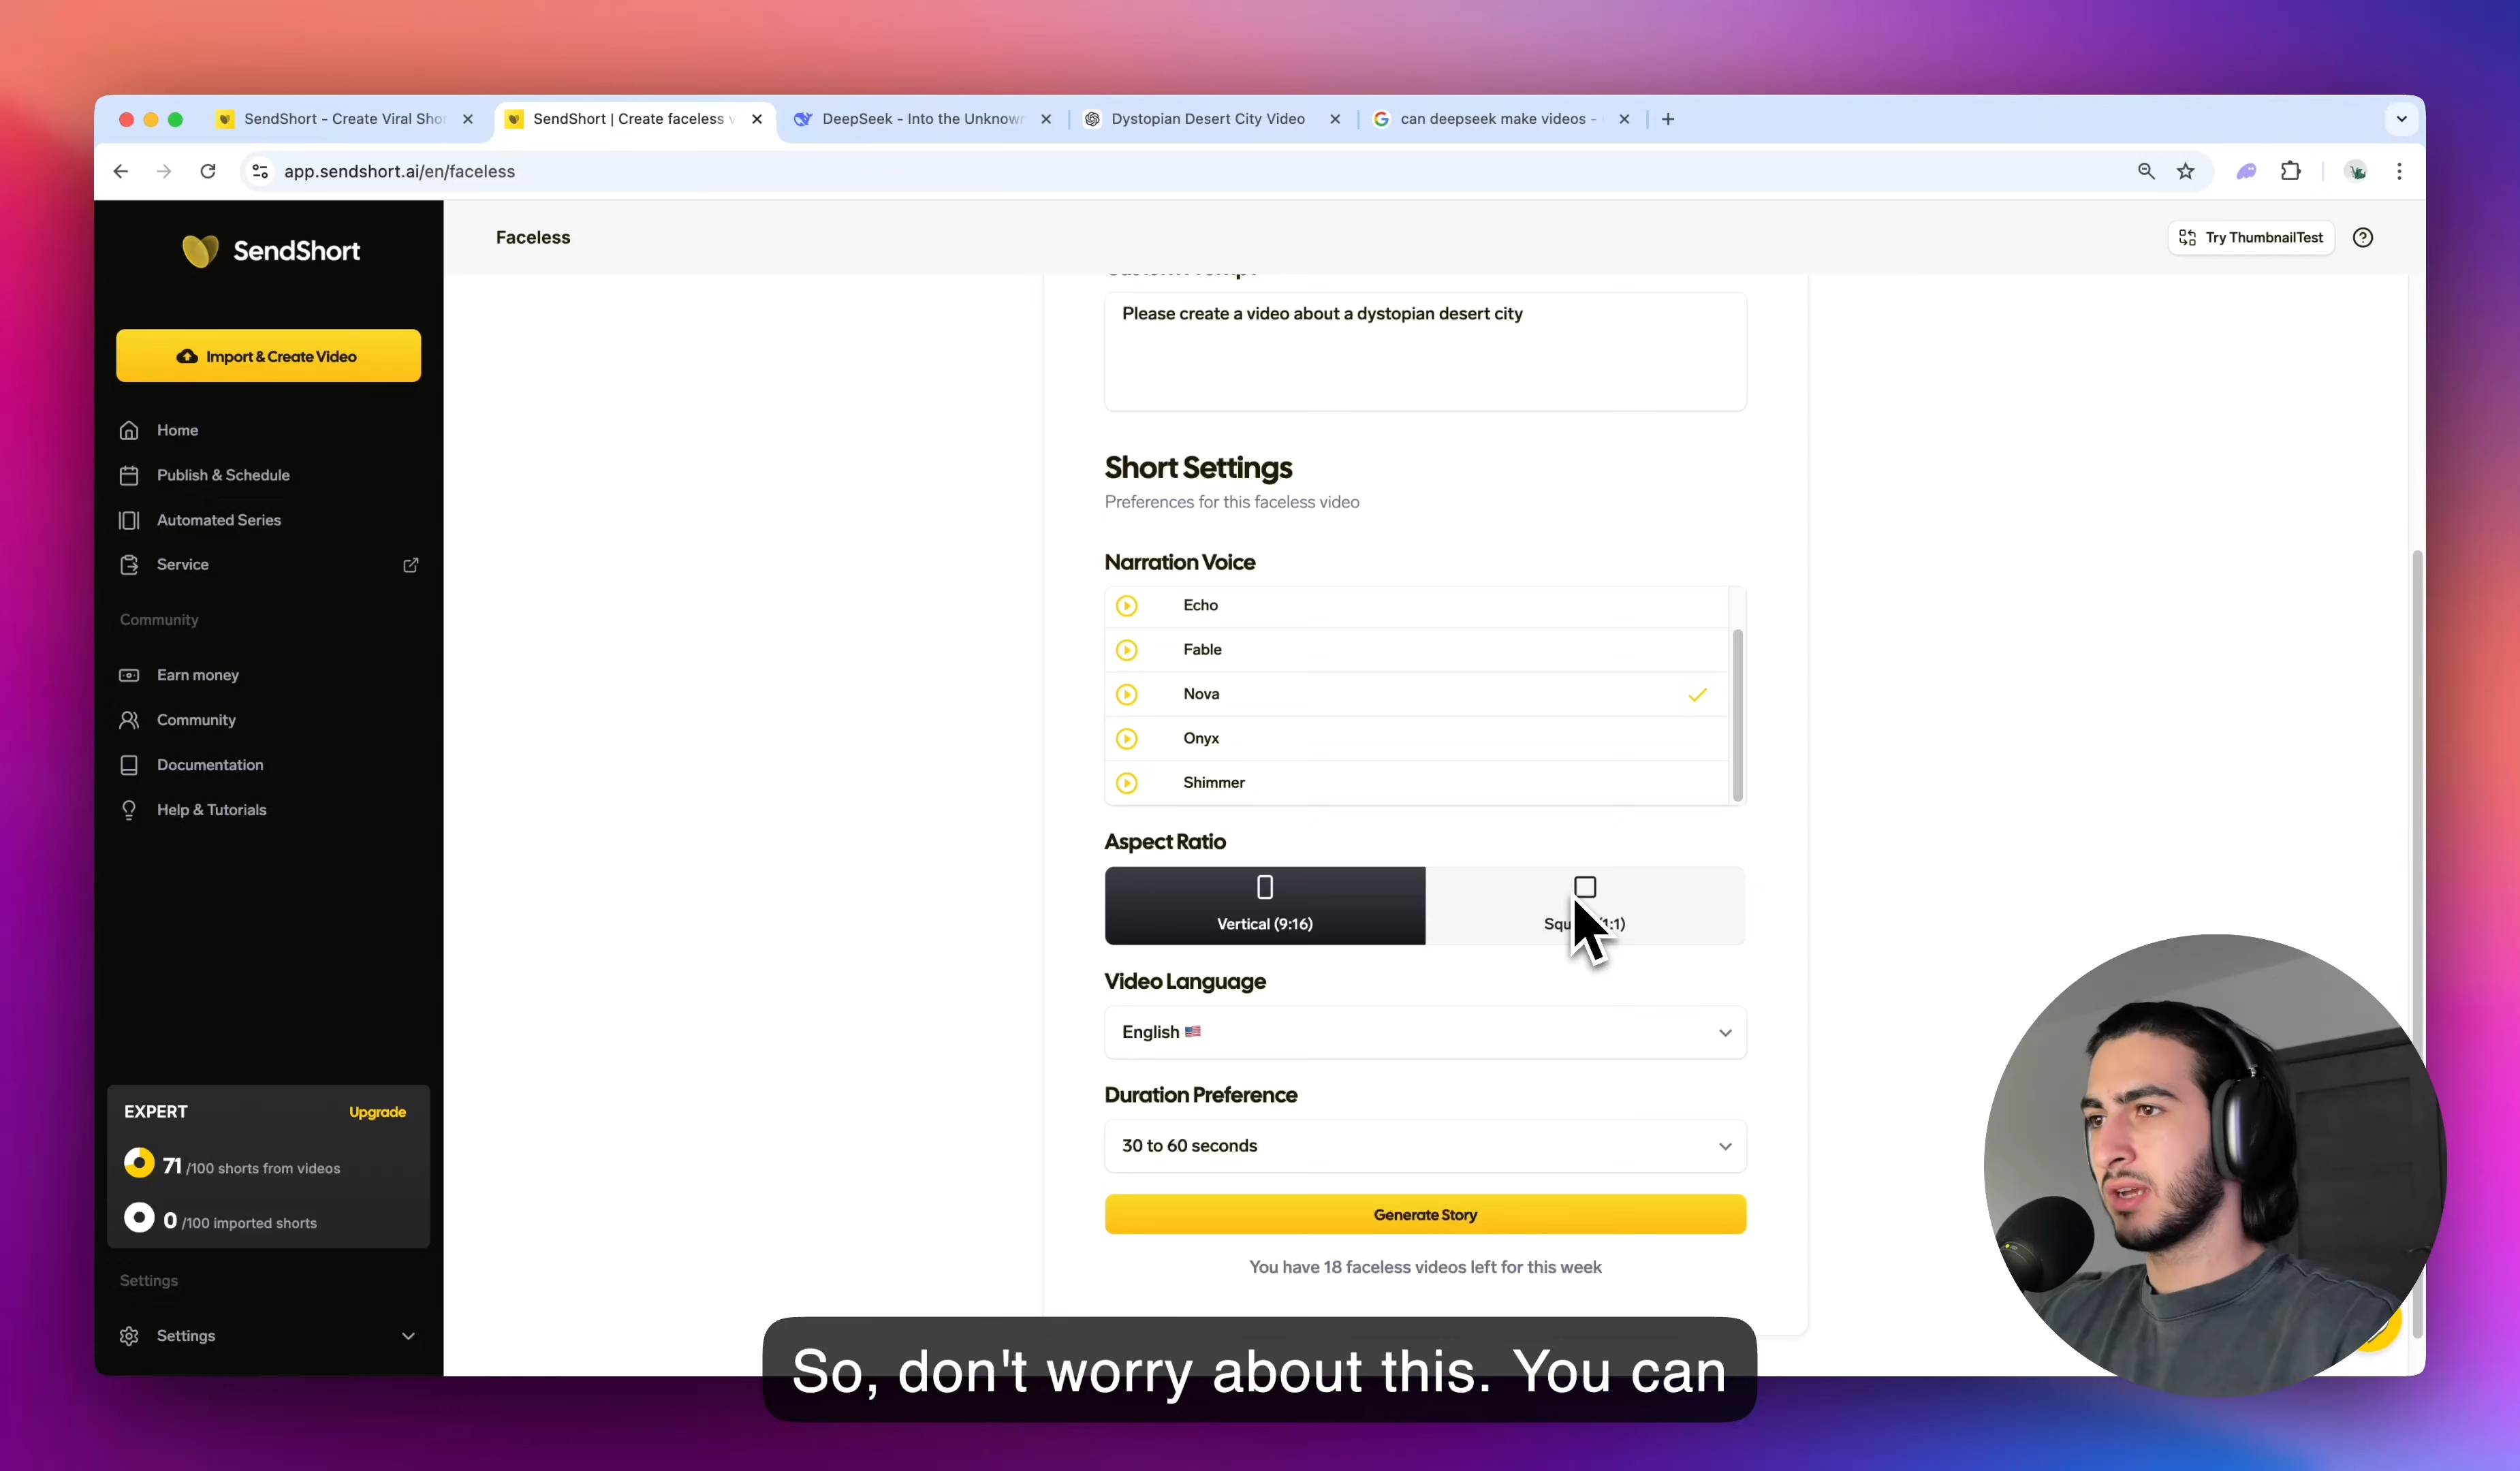 SendShort - Create Viral Shor
SendShort | Create faceless v
DeepSeek - Into the Unknown
Dystopian Desert City Video
can deepseek make videos -
app.sendshort.ai/en/faceless
SendShort
Faceless
Try ThumbnailTest
Import & Create Video
Home
Publish & Schedule
Automated Series
Service
Community
Earn money
Community
Documentation
Help & Tutorials
EXPERT
Upgrade
71 /100 shorts from videos
0 /100 imported shorts
Settings
Settings
Please create a video about a dystopian desert city
Short Settings
Preferences for this faceless video
Narration Voice
Echo
Fable
Nova
Onyx
Shimmer
Aspect Ratio
Vertical (9:16)
Squ 1:1)
Video Language
English
Duration Preference
30 to 60 seconds
Generate Story
You have 18 faceless videos left for this week
So, don't worry about this. You can